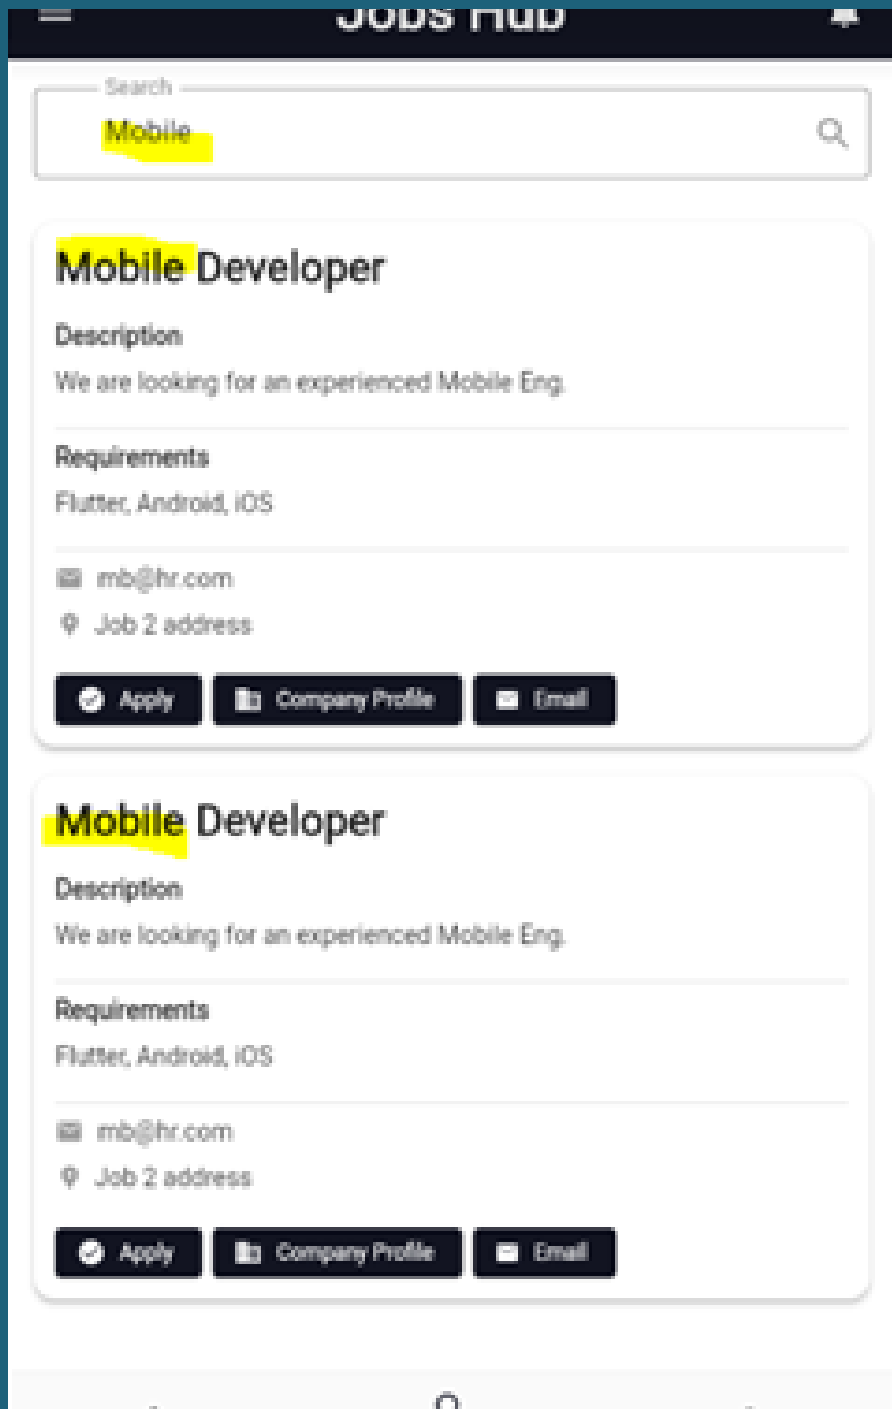 Jobs Hub
Search
Mobile
Mobile Developer
Description
We are looking for an experienced Mobile Eng.
Requirements
Flutter, Android, iOS
mb@hr.com
Job 2 address
Apply Company Profile Email
Mobile Developer
Description
We are looking for an experienced Mobile Eng.
Requirements
Flutter, Android, iOS
mb@hr.com
Job 2 address
Apply Company Profile Email